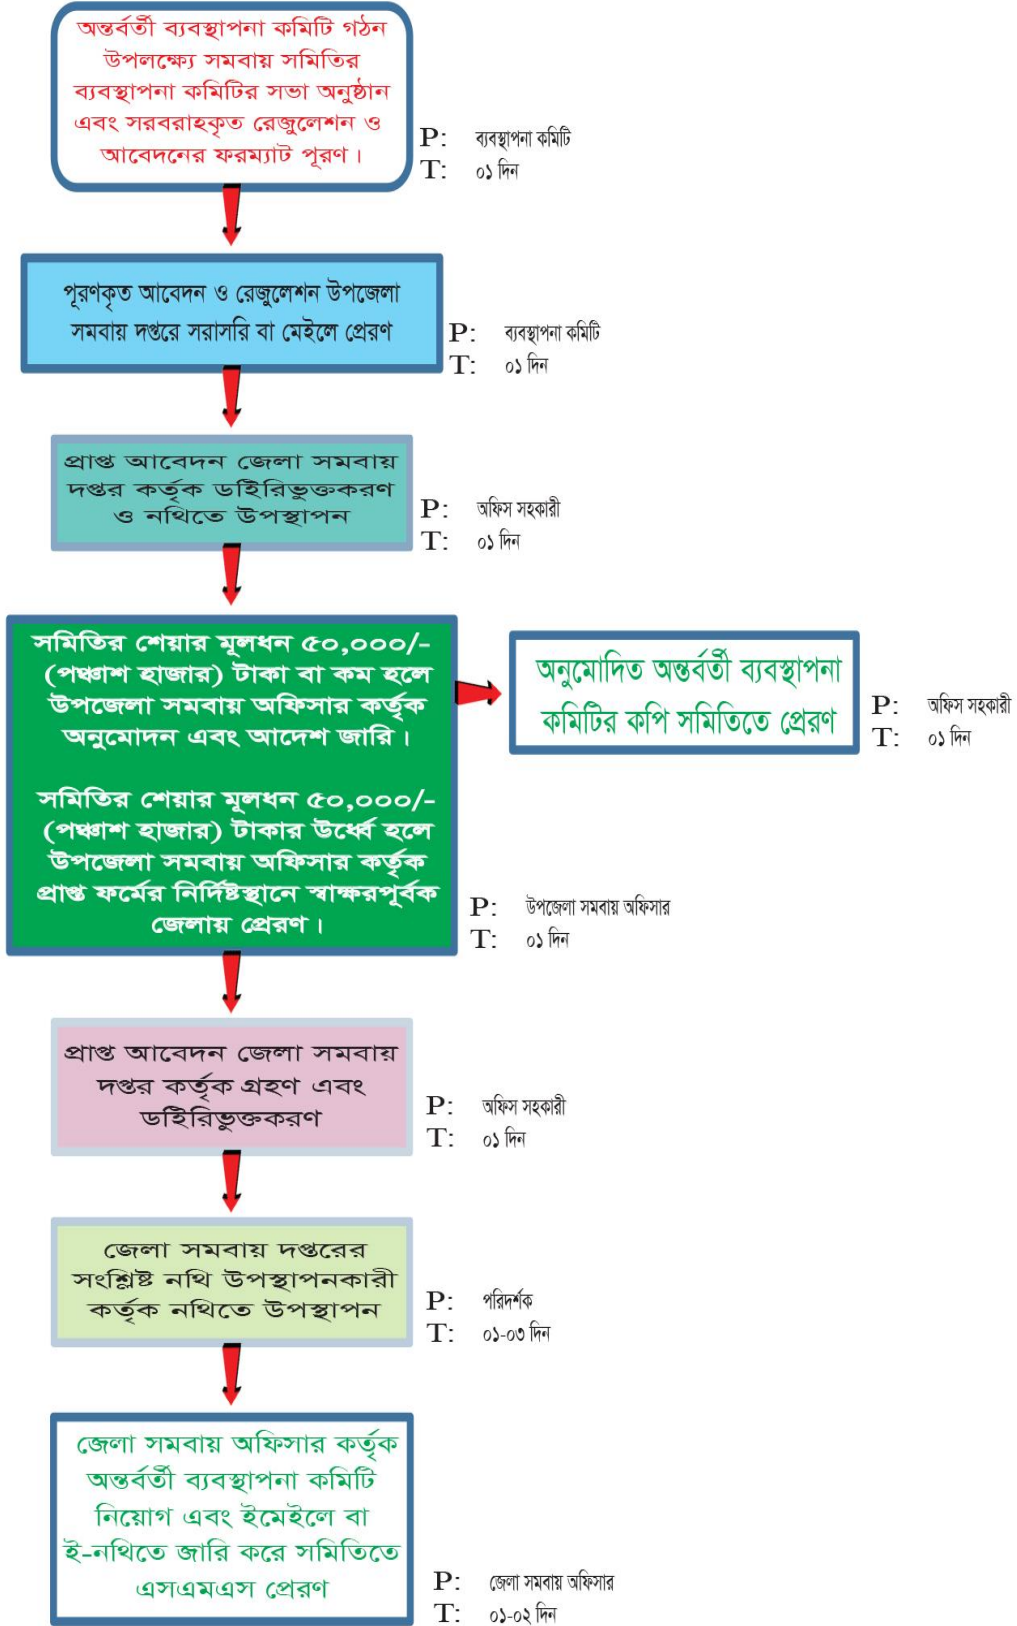 অন্তর্বর্তী ব্যবস্থাপনা কমিটি গঠন
উপলক্ষ্যে সমবায় সমিতির
ব্যবস্থাপনা কমিটির সভা অনুষ্ঠান
এবং সরবরাহকৃত রেজুলেশন ও
আবেদনের ফরম্যাট পূরণ।
P: ব্যবস্থাপনা কমিটি
T: ০১ দিন
পূরণকৃত আবেদন ও রেজুলেশন উপজেলা
সমবায় দপ্তরে সরাসরি বা মেইলে প্রেরণ
P: ব্যবস্থাপনা কমিটি
T: ০১ দিন
প্রাপ্ত আবেদন জেলা সমবায়
দপ্তর কর্তৃক ডাইরিভুক্তকরণ
ও নথিতে উপস্থাপন
P: অফিস সহকারী
T: ০১ দিন
সমিতির শেয়ার মূলধন ৫০,০০০/-
(পঞ্চাশ হাজার) টাকা বা কম হলে
উপজেলা সমবায় অফিসার কর্তৃক
অনুমোদন এবং আদেশ জারি।
সমিতির শেয়ার মূলধন ৫০,০০০/-
(পঞ্চাশ হাজার) টাকার উর্ধ্বে হলে
উপজেলা সমবায় অফিসার কর্তৃক
প্রাপ্ত ফর্মের নির্দিষ্টস্থানে স্বাক্ষরপূর্বক
জেলায় প্রেরণ।
P: উপজেলা সমবায় অফিসার
T: ০১ দিন
অনুমোদিত অন্তর্বর্তী ব্যবস্থাপনা
কমিটির কপি সমিতিতে প্রেরণ
P: অফিস সহকারী
T: ০১ দিন
প্রাপ্ত আবেদন জেলা সমবায়
দপ্তর কর্তৃক গ্রহণ এবং
ডাইরিভুক্তকরণ
P: অফিস সহকারী
T: ০১ দিন
জেলা সমবায় দপ্তরের
সংশ্লিষ্ট নথি উপস্থাপনকারী
কর্তৃক নথিতে উপস্থাপন
P: পরিদর্শক
T: ০১-০৩ দিন
জেলা সমবায় অফিসার কর্তৃক
অন্তর্বর্তী ব্যবস্থাপনা কমিটি
নিয়োগ এবং ইমেইলে বা
ই-নথিতে জারি করে সমিতিতে
এসএমএস প্রেরণ
P: জেলা সমবায় অফিসার
T: ০১-০২ দিন